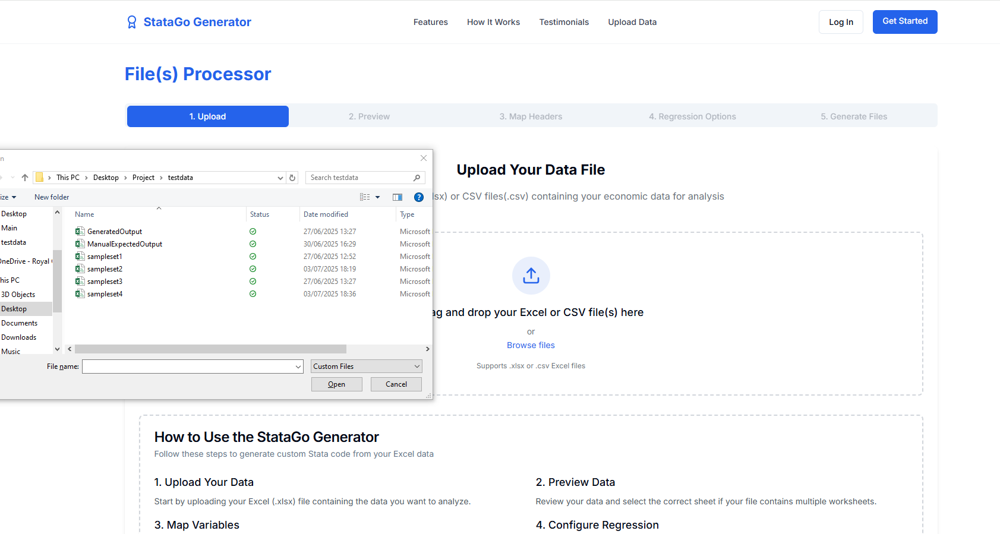 StataGo Generator
Features
How It Works
Testimonials
Upload Data
Log In
Get Started
File(s) Processor
1. Upload
2. Preview
3. Map Headers
4. Regression Options
5. Generate Files
n
This PC › Desktop › Project › testdata
Search testdata
ize
New folder
?
Desktop
Main
testdata
OneDrive - Royal
his PC
3D Objects
Desktop
Documents
Downloads
Music
Name Status Date modified Type
GeneratedOutput 27/06/2025 13:27 Microsoft
ManualExpectedOutput 30/06/2025 16:29 Microsoft
sampleset1 27/06/2025 12:52 Microsoft
sampleset2 03/07/2025 18:19 Microsoft
sampleset3 27/06/2025 13:27 Microsoft
sampleset4 03/07/2025 18:36 Microsoft
File name:
Custom Files
Open
Cancel
Upload Your Data File
lsx) or CSV files(.csv) containing your economic data for analysis
ag and drop your Excel or CSV file(s) here
or
Browse files
Supports .xlsx or .csv Excel files
How to Use the StataGo Generator
Follow these steps to generate custom Stata code from your Excel data
1. Upload Your Data
Start by uploading your Excel (.xlsx) file containing the data you want to analyze.
2. Preview Data
Review your data and select the correct sheet if your file contains multiple worksheets.
3. Map Variables
4. Configure Regression